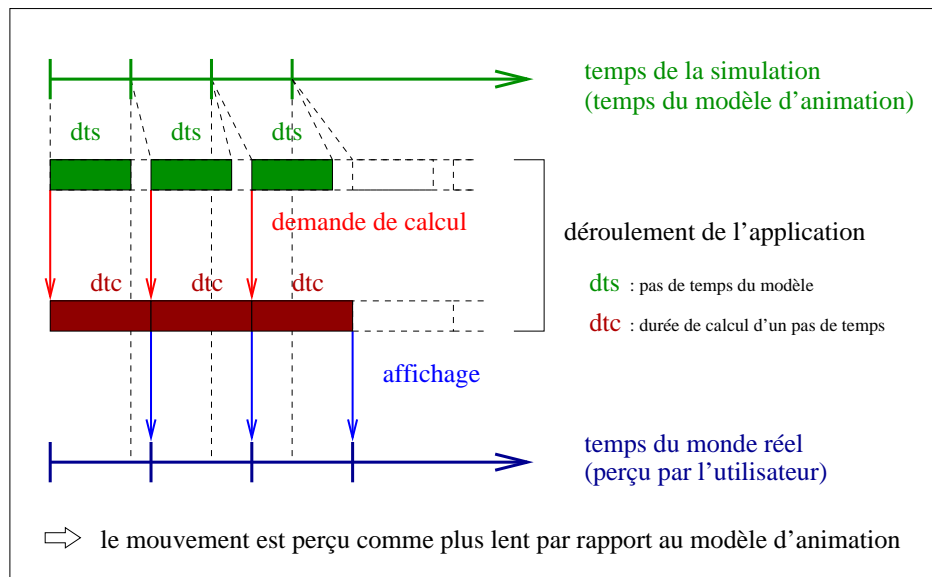 temps de la simulation
(temps du modèle d'animation)
dts dts dts
demande de calcul
déroulement de l'application
dtc dtc dtc
dts : pas de temps du modèle
dtc : durée de calcul d'un pas de temps
affichage
temps du monde réel
(perçu par l'utilisateur)
le mouvement est perçu comme plus lent par rapport au modèle d'animation